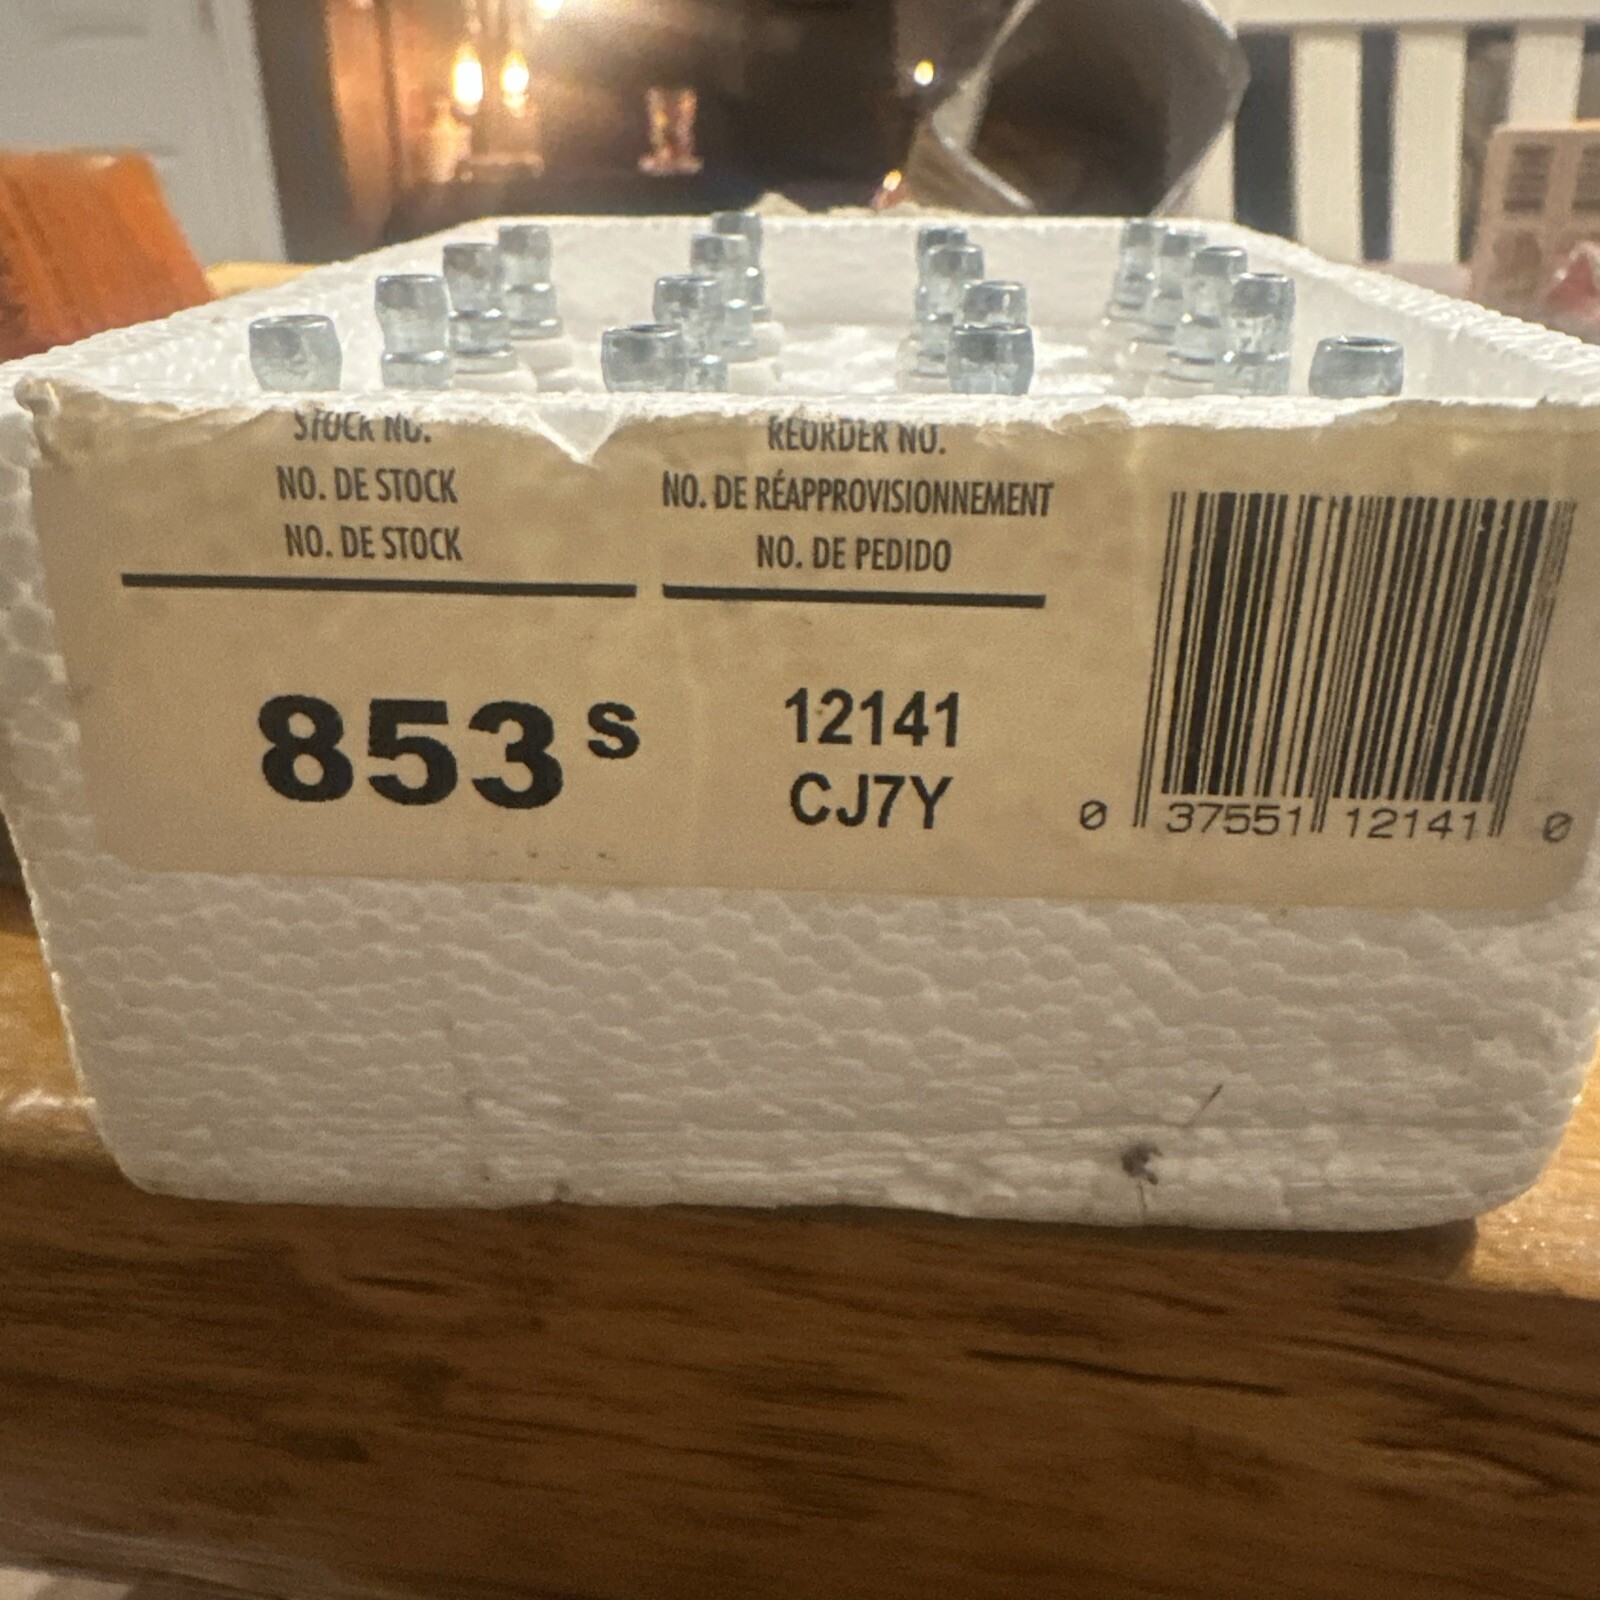 STOCK NO.
NO. DE STOCK
NO. DE STOCK
REORDER NO.
NO. DE RÉAPPROVISIONNEMENT
NO. DE PEDIDO
853 S
12141
CJ7Y
0 37551 12141 0